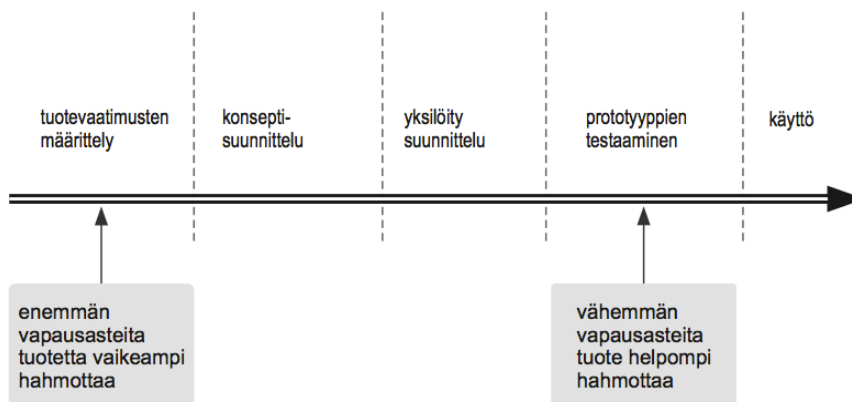 tuotevaatimusten
määrittely
konsepti-
suunnittelu
yksilöity
suunnittelu
prototyyppien
testaaminen
käyttö
enemmän
vapausasteita
tuotetta vaikeampi
hahmottaa
vähemmän
vapausasteita
tuote helpompi
hahmottaa